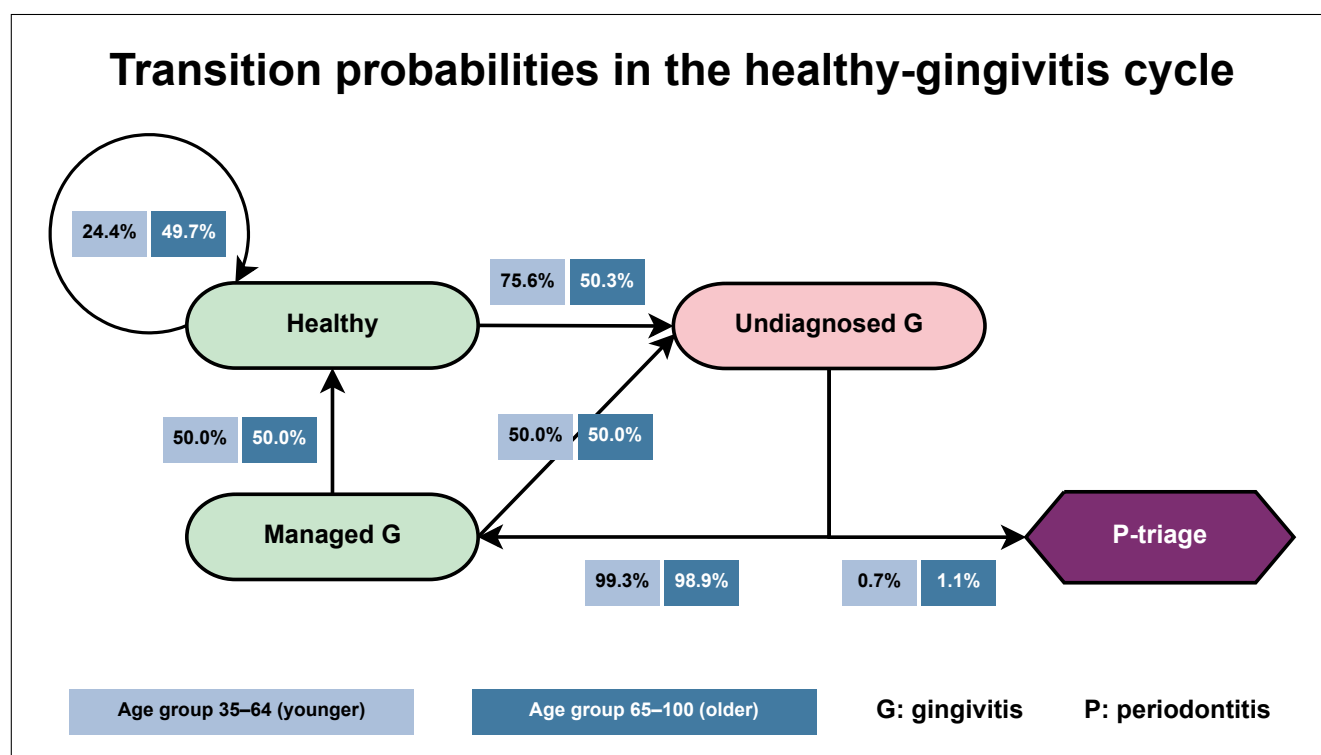 Transition probabilities in the healthy-gingivitis cycle
24.4% 49.7%
75.6% 50.3%
Healthy
Undiagnosed G
50.0% 50.0%
50.0% 50.0%
Managed G
P-triage
99.3% 98.9%
0.7% 1.1%
Age group 35–64 (younger)
Age group 65–100 (older)
G: gingivitis
P: periodontitis